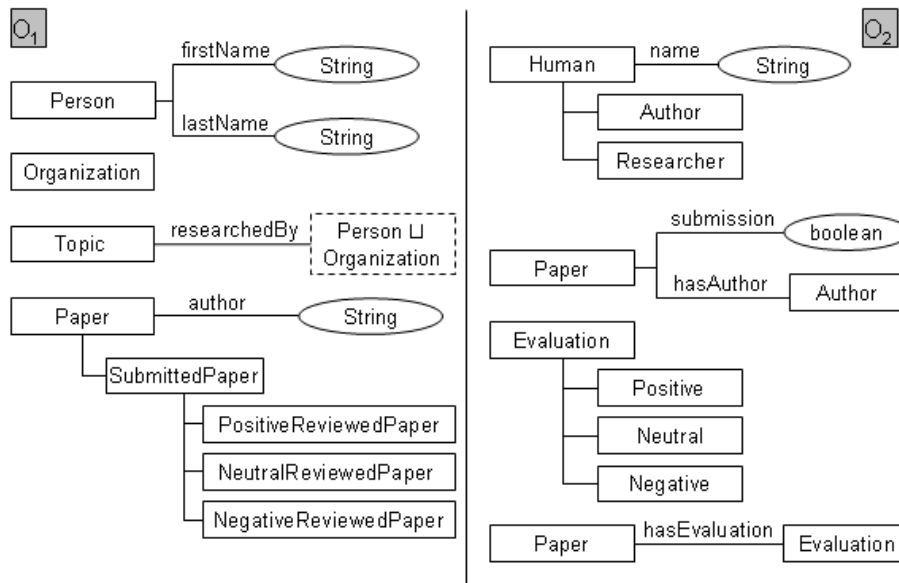 O1
firstName
String
Person
lastName
String
Organization
Topic
researchedBy
Person ⊔
Organization
Paper
author
String
SubmittedPaper
PositiveReviewedPaper
NeutralReviewedPaper
NegativeReviewedPaper
O2
Human
name
String
Author
Researcher
submission
boolean
Paper
hasAuthor
Author
Evaluation
Positive
Neutral
Negative
Paper
hasEvaluation
Evaluation